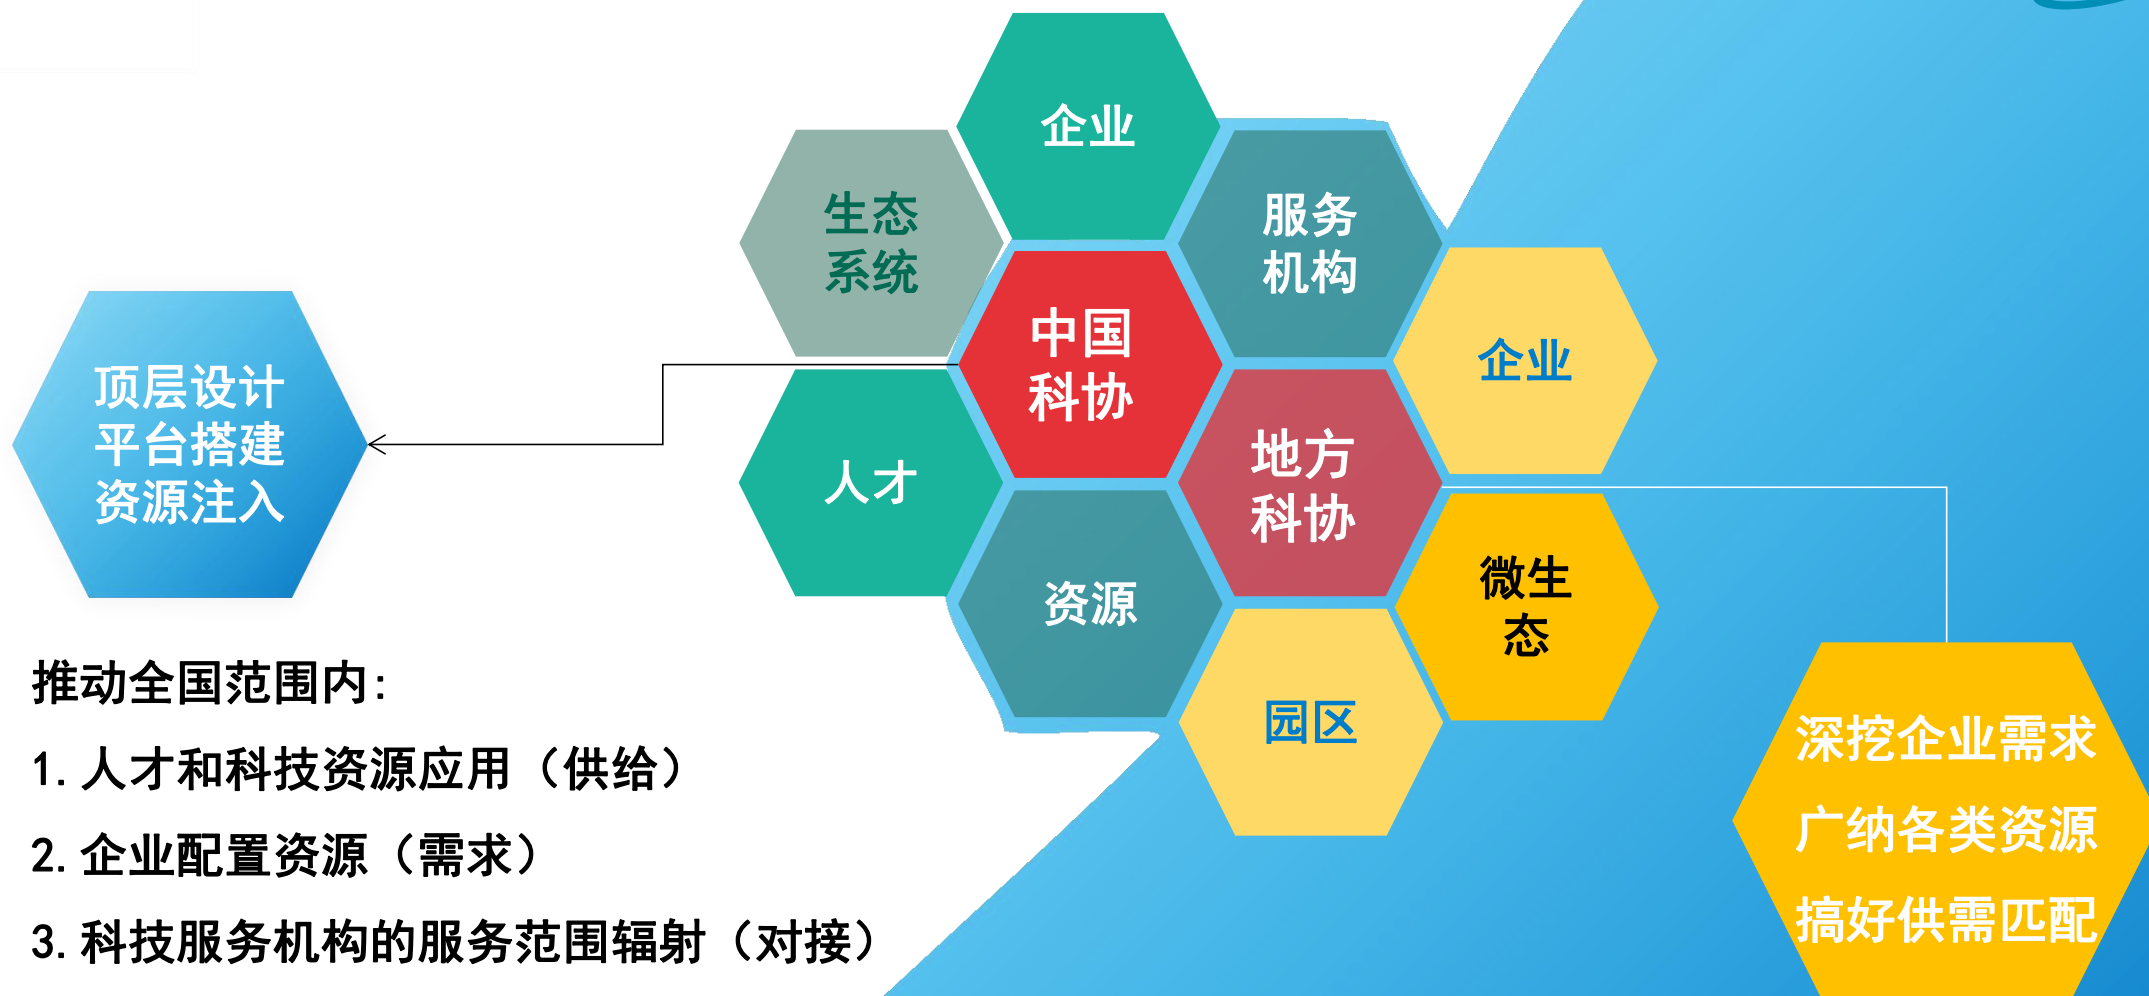 企业
生态
系统
服务
机构
中国
科协
企业
顶层设计
平台搭建
资源注入
人才
地方
科协
资源
微生
态
园区
推动全国范围内:
1.人才和科技资源应用（供给）
2.企业配置资源（需求）
3.科技服务机构的服务范围辐射（对接）
深挖企业需求
广纳各类资源
搞好供需匹配